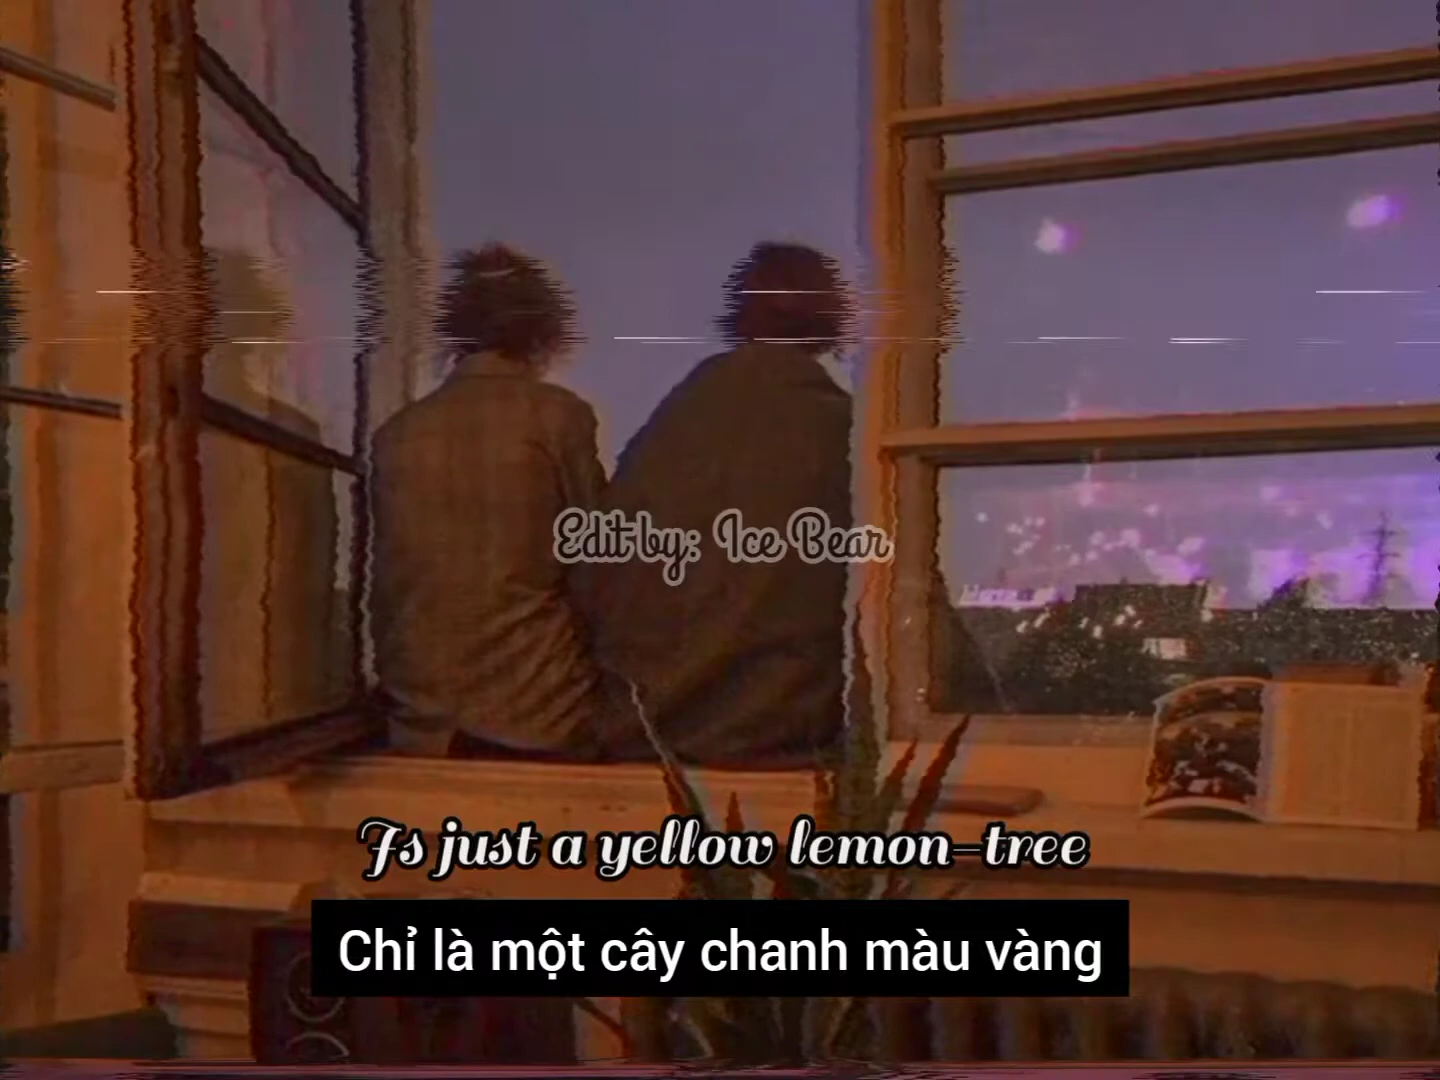 Edit by: Ice Bear
Is just a yellow lemon-tree
Chỉ là một cây chanh màu vàng